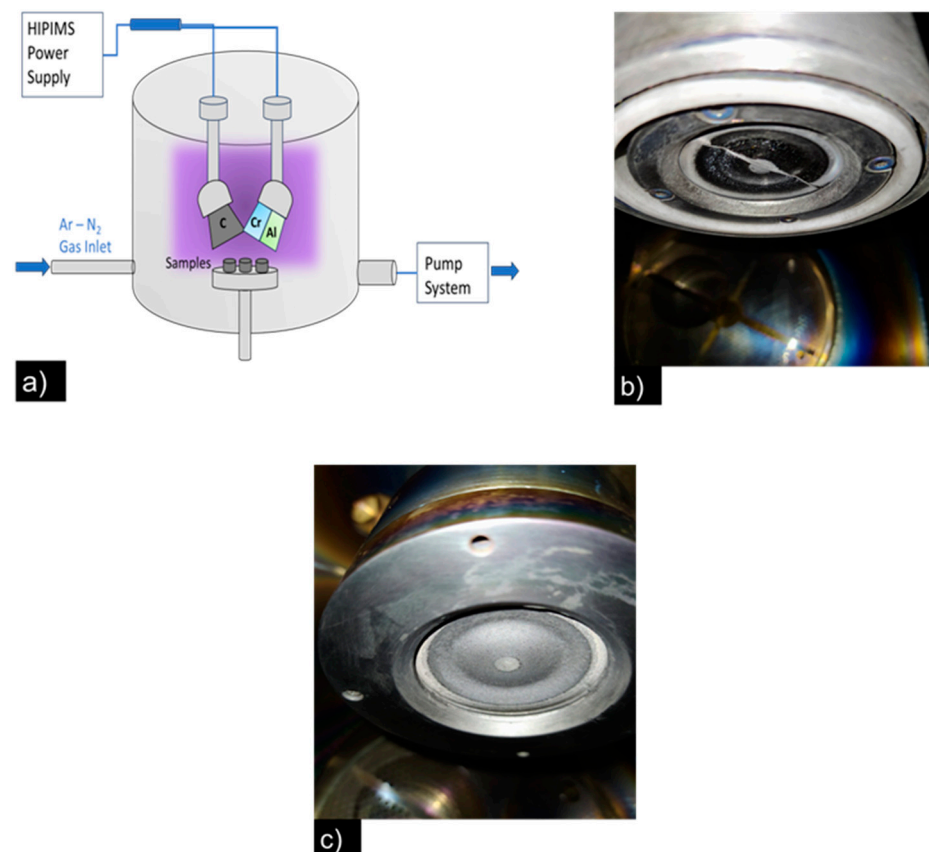 HIPIMS
Power
Supply
C
Cr
Al
Ar – N₂
Gas Inlet
Samples
Pump
System
a)
b)
c)